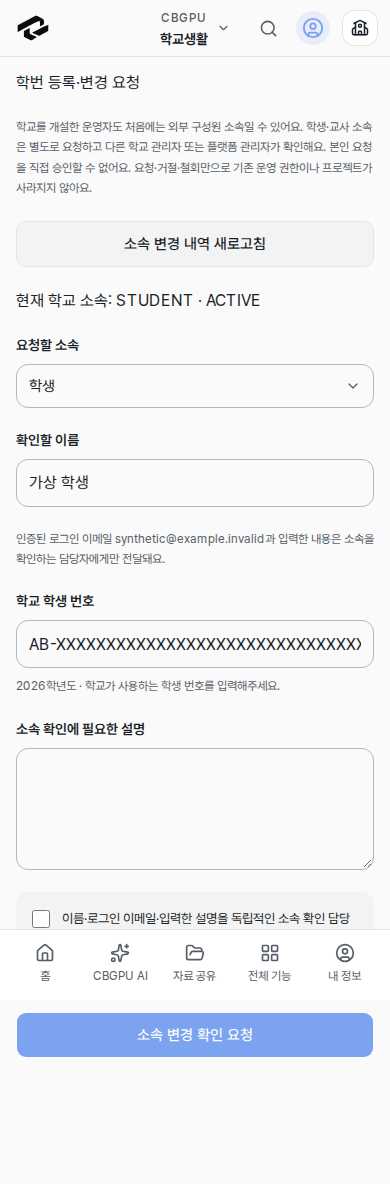 CBGPU
학교생활
학번 등록·변경 요청
학교를 개설한 운영자도 처음에는 외부 구성원 소속일 수 있어요. 학생·교사 소속
은 별도로 요청하고 다른 학교 관리자 또는 플랫폼 관리자가 확인해요. 본인 요청
을 직접 승인할 수 없어요. 요청·거절·철회만으로 기존 운영 권한이나 프로젝트가
사라지지 않아요.
소속 변경 내역 새로고침
현재 학교 소속: STUDENT · ACTIVE
요청할 소속
학생
확인할 이름
가상 학생
인증된 로그인 이메일 synthetic@example.invalid과 입력한 내용은 소속을
확인하는 담당자에게만 전달돼요.
학교 학생 번호
AB-XXXXXXXXXXXXXXXXXXXXXXXXXXXXXXX
2026학년도 · 학교가 사용하는 학생 번호를 입력해주세요.
소속 확인에 필요한 설명
이름·로그인 이메일·입력한 설명을 독립적인 소속 확인 담당
홈
CBGPU AI
자료 공유
전체 기능
내 정보
소속 변경 확인 요청